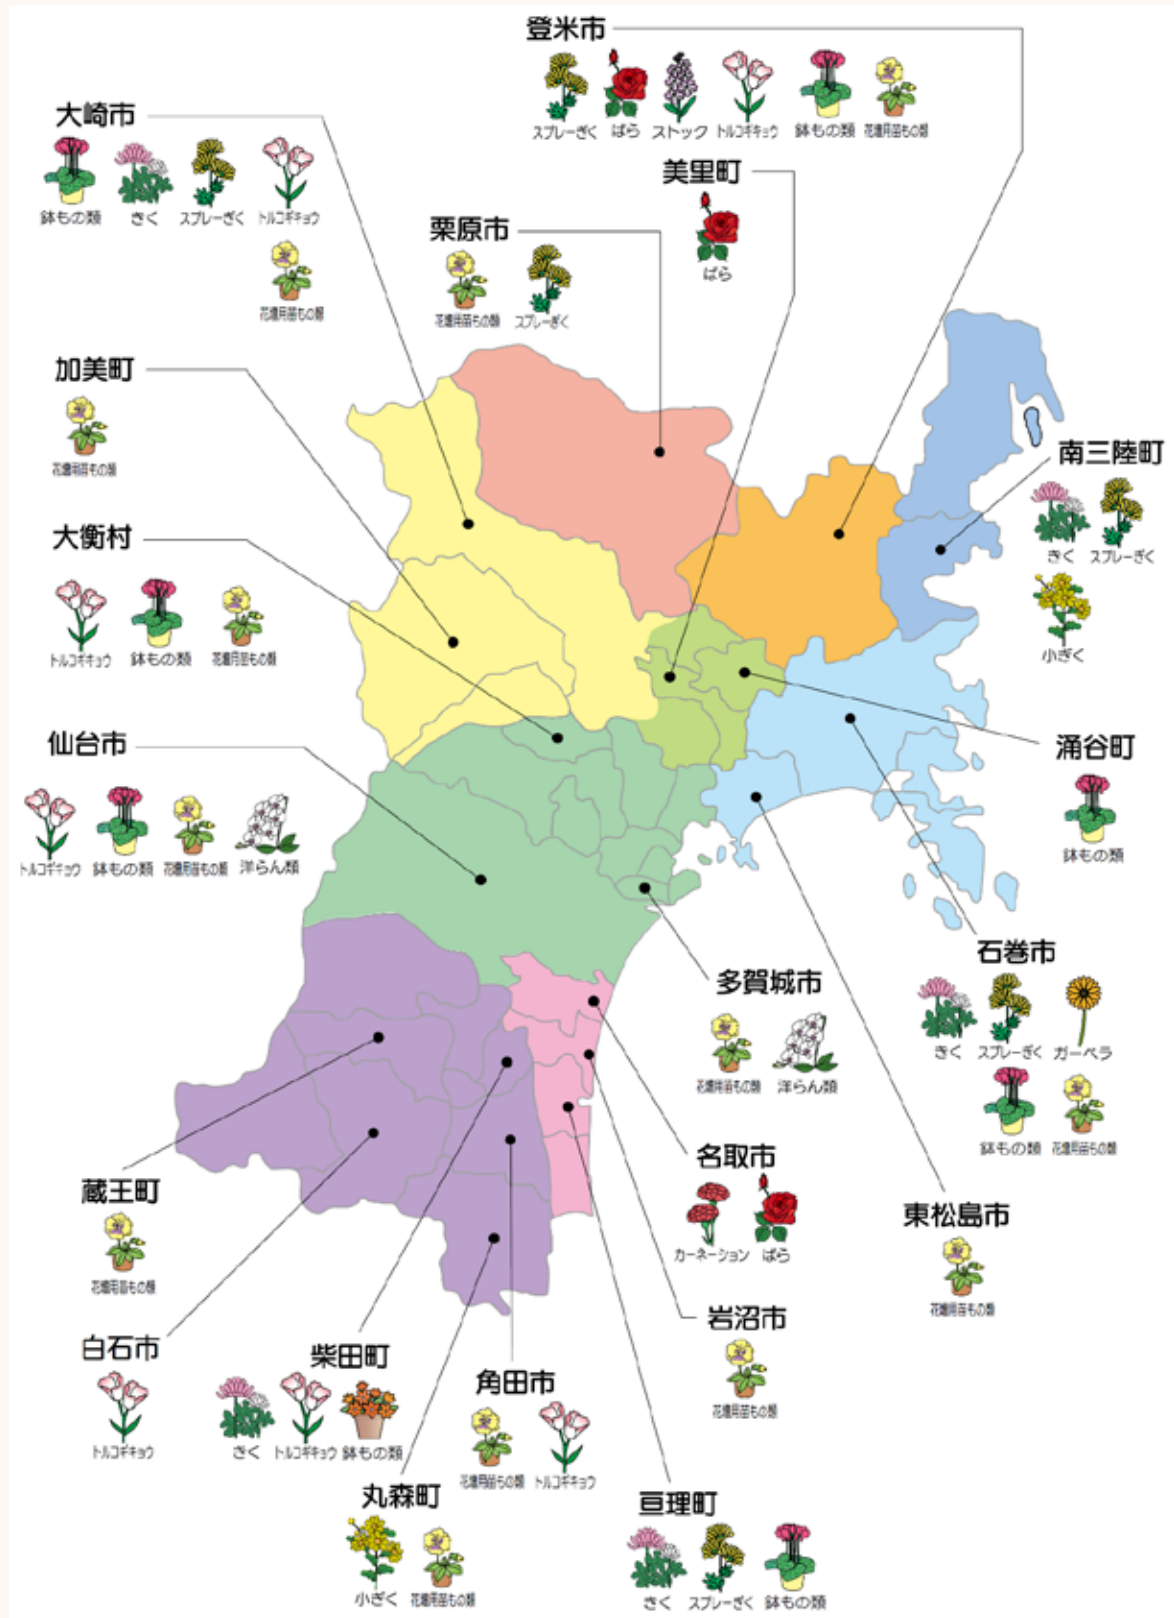 登米市
スプレーぎく ばら ストック トルコギキョウ 鉢もの類 花壇用苗もの類
大崎市
鉢もの類 きく スプレーぎく トルコギキョウ
花壇用苗もの類
美里町
ばら
栗原市
花壇用苗もの類 スプレーぎく
加美町
花壇用苗もの類
南三陸町
きく スプレーぎく
小ぎく
大衡村
トルコギキョウ 鉢もの類 花壇用苗もの類
仙台市
トルコギキョウ 鉢もの類 花壇用苗もの類 洋らん類
涌谷町
鉢もの類
石巻市
きく スプレーぎく ガーベラ
鉢もの類 花壇用苗もの類
多賀城市
花壇用苗もの類 洋らん類
名取市
カーネーション ばら
蔵王町
花壇用苗もの類
東松島市
花壇用苗もの類
岩沼市
花壇用苗もの類
白石市
トルコギキョウ
柴田町
きく トルコギキョウ 鉢もの類
角田市
花壇用苗もの類 トルコギキョウ
丸森町
小ぎく 花壇用苗もの類
亘理町
きく スプレーぎく 鉢もの類